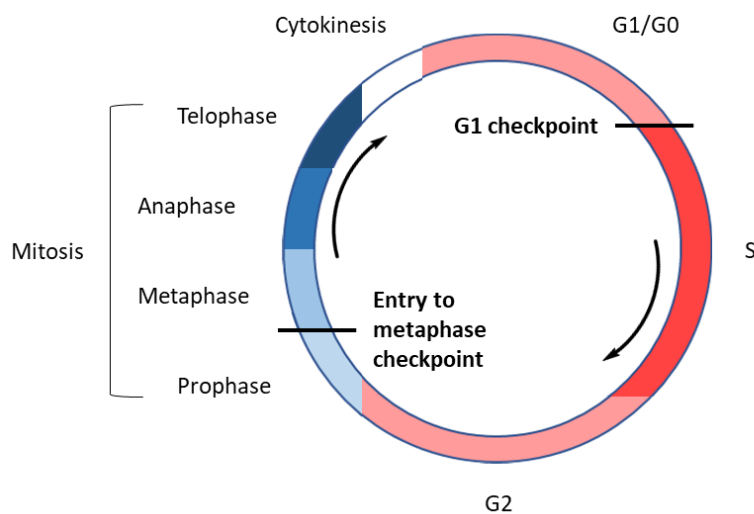 Cytokinesis
G1/G0
Telophase
G1 checkpoint
Anaphase
Mitosis
S
Metaphase
Entry to
metaphase
checkpoint
Prophase
G2